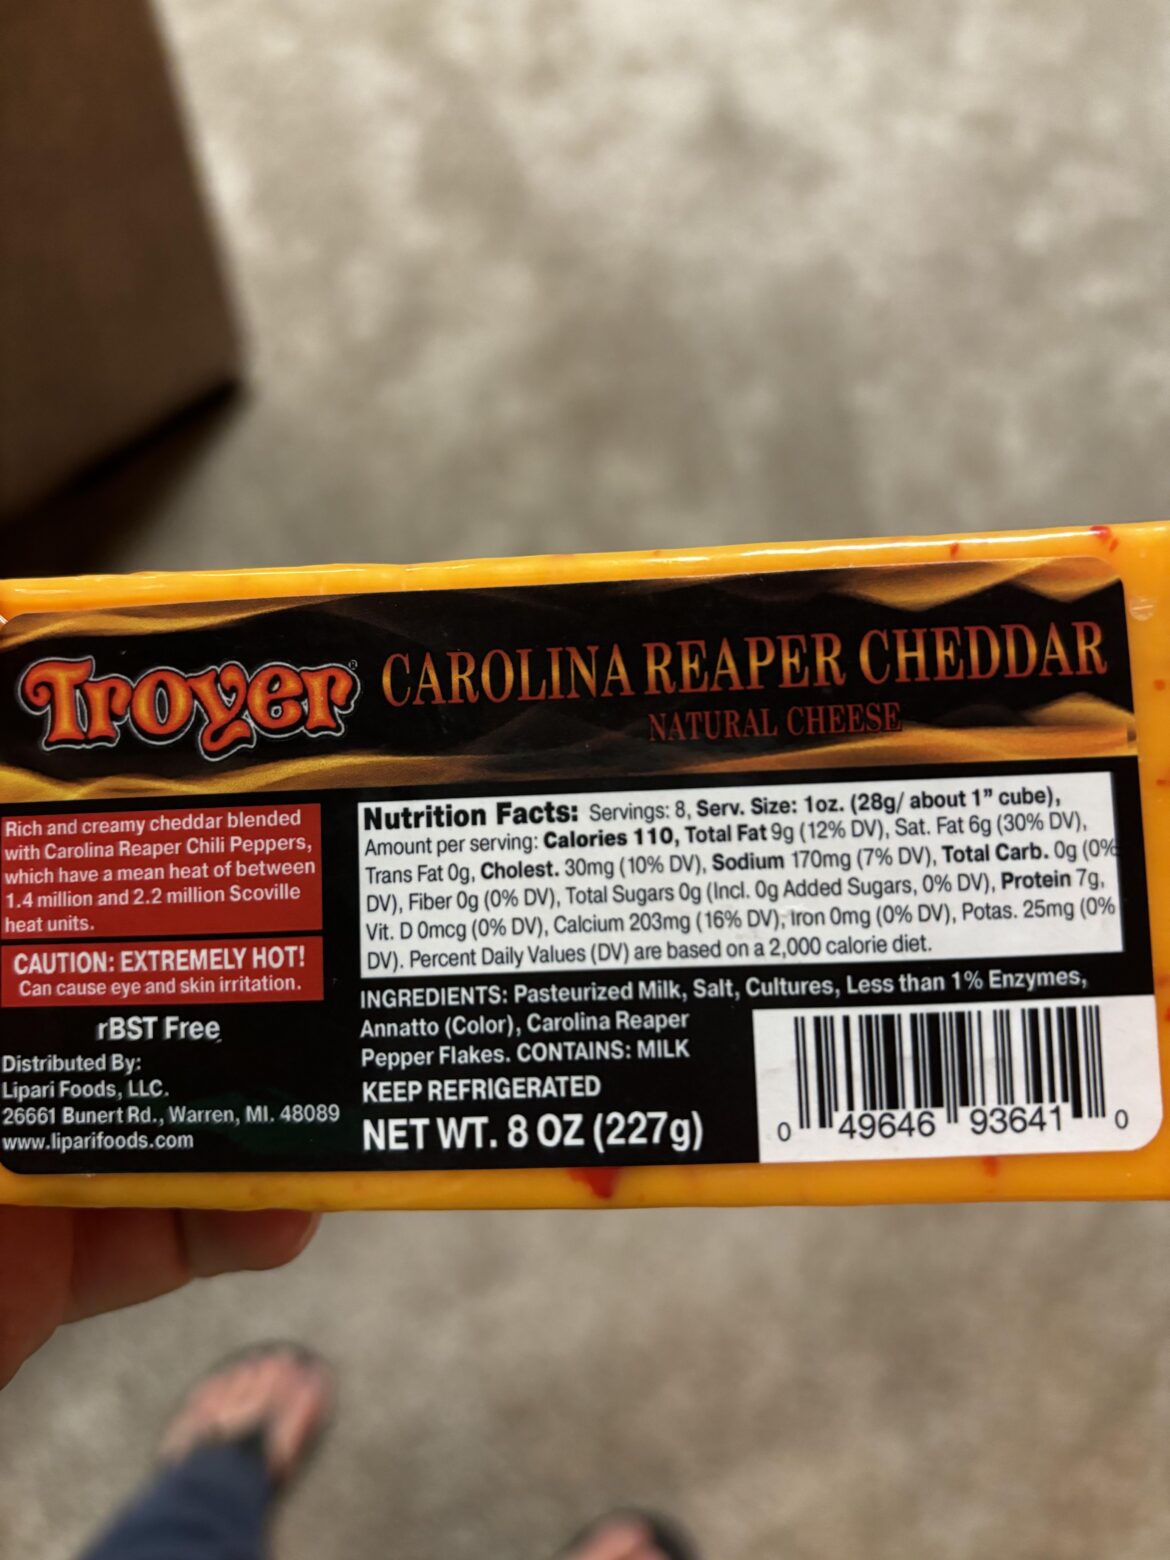 Troyer®
CAROLINA REAPER CHEDDAR
NATURAL CHEESE
Rich and creamy cheddar blended
with Carolina Reaper Chili Peppers,
which have a mean heat of between
1.4 million and 2.2 million Scoville
heat units.
CAUTION: EXTREMELY HOT!
Can cause eye and skin irritation.
rBST Free
Distributed By:
Lipari Foods, LLC.
26661 Bunert Rd., Warren, MI. 48089
www.liparifoods.com
Nutrition Facts: Servings: 8, Serv. Size: 1oz. (28g/ about 1" cube),
Amount per serving: Calories 110, Total Fat 9g (12% DV), Sat. Fat 6g (30% DV),
Trans Fat 0g, Cholest. 30mg (10% DV), Sodium 170mg (7% DV), Total Carb. 0g (0%
DV), Fiber 0g (0% DV), Total Sugars 0g (Incl. 0g Added Sugars, 0% DV), Protein 7g,
Vit. D 0mcg (0% DV), Calcium 203mg (16% DV), Iron 0mg (0% DV), Potas. 25mg (0%
DV). Percent Daily Values (DV) are based on a 2,000 calorie diet.
INGREDIENTS: Pasteurized Milk, Salt, Cultures, Less than 1% Enzymes,
Annatto (Color), Carolina Reaper
Pepper Flakes. CONTAINS: MILK
KEEP REFRIGERATED
NET WT. 8 OZ (227g)
0 49646 93641 0